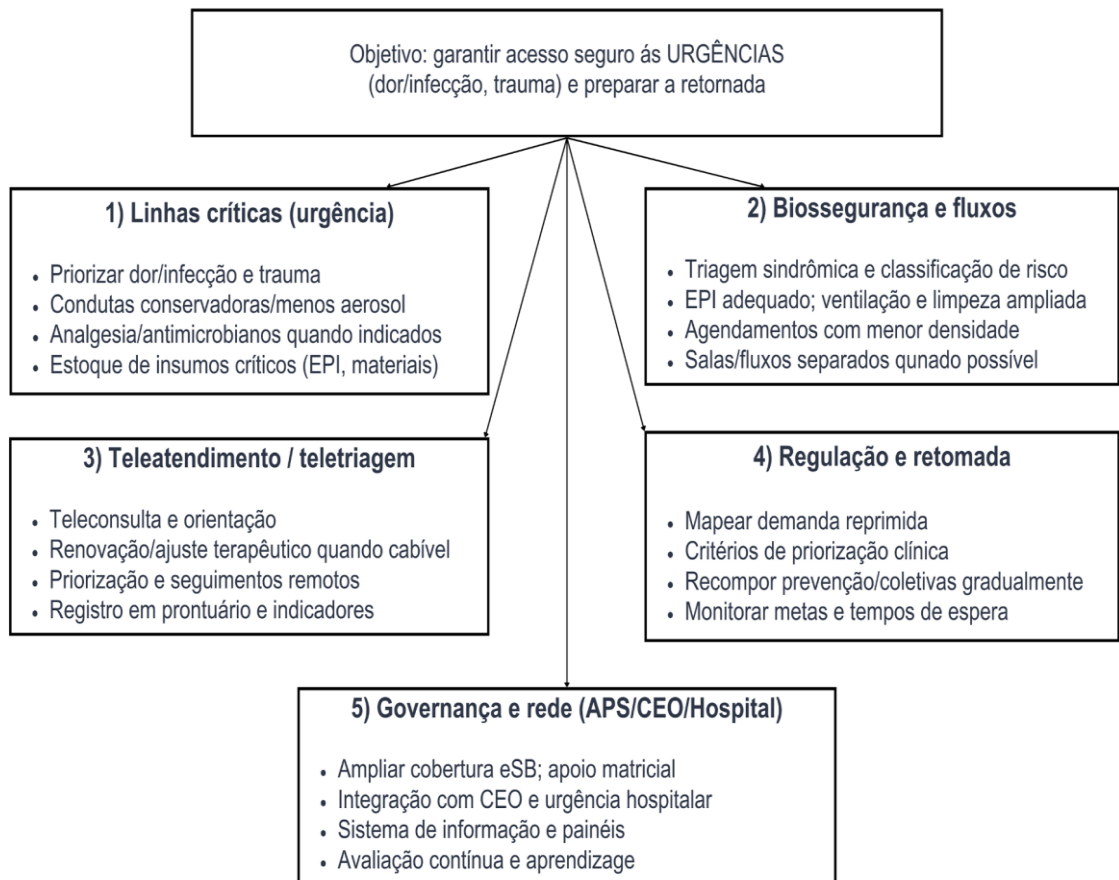 Objetivo: garantir acesso seguro ás URGÊNCIAS
(dor/infecção, trauma) e preparar a retornada
1) Linhas críticas (urgência)
• Priorizar dor/infecção e trauma
• Condutas conservadoras/menos aerosol
• Analgesia/antimicrobianos quando indicados
• Estoque de insumos críticos (EPI, materiais)
2) Biossegurança e fluxos
• Triagem sindrômica e classificação de risco
• EPI adequado; ventilação e limpeza ampliada
• Agendamentos com menor densidade
• Salas/fluxos separados qunado possível
3) Teleatendimento / teletriagem
• Teleconsulta e orientação
• Renovação/ajuste terapêutico quando cabível
• Priorização e seguimentos remotos
• Registro em prontuário e indicadores
4) Regulação e retomada
• Mapear demanda reprimida
• Critérios de priorização clínica
• Recompor prevenção/coletivas gradualmente
• Monitorar metas e tempos de espera
5) Governança e rede (APS/CEO/Hospital)
• Ampliar cobertura eSB; apoio matricial
• Integração com CEO e urgência hospitalar
• Sistema de informação e painéis
• Avaliação contínua e aprendizage